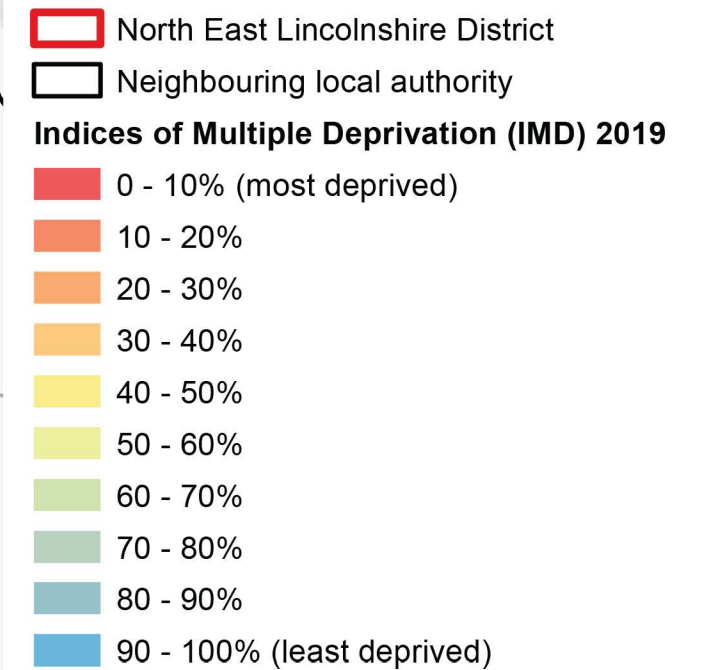 North East Lincolnshire District
Neighbouring local authority
Indices of Multiple Deprivation (IMD) 2019
0 - 10% (most deprived)
10 - 20%
20 - 30%
30 - 40%
40 - 50%
50 - 60%
60 - 70%
70 - 80%
80 - 90%
90 - 100% (least deprived)